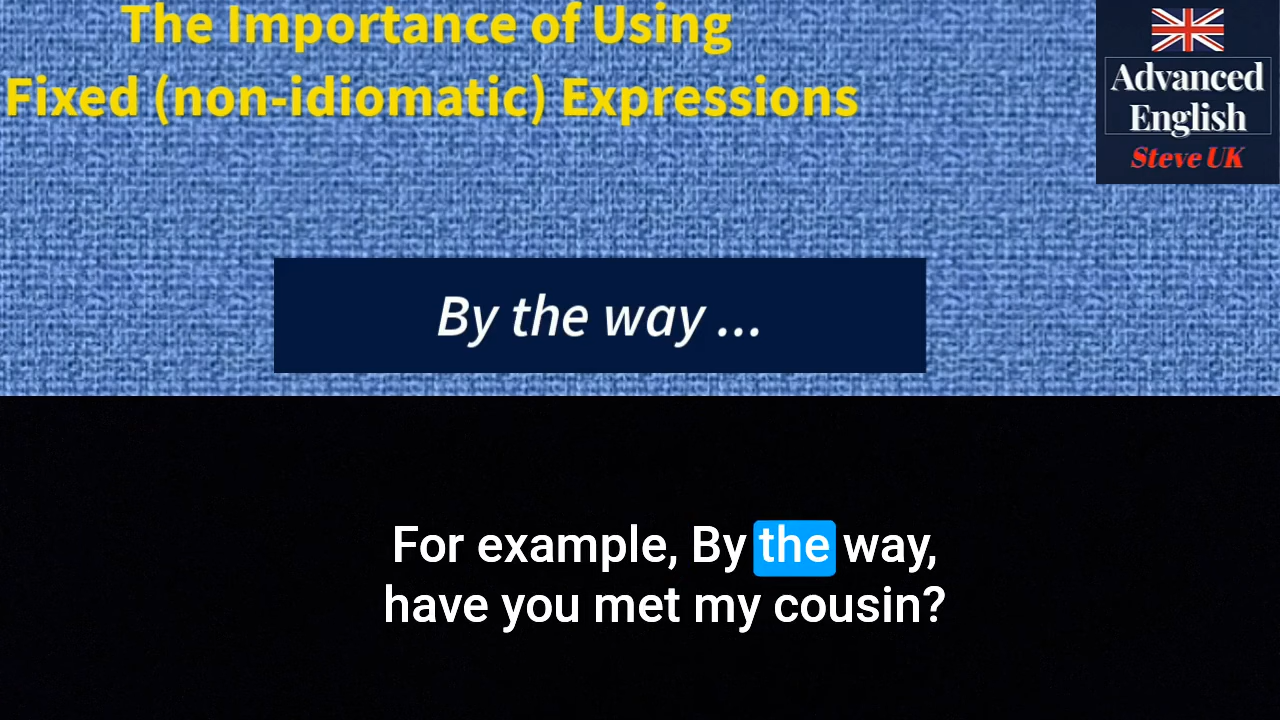 The Importance of Using
Fixed (non-idiomatic) Expressions
Advanced
English
Steve UK
By the way ...
For example, By the way,
have you met my cousin?